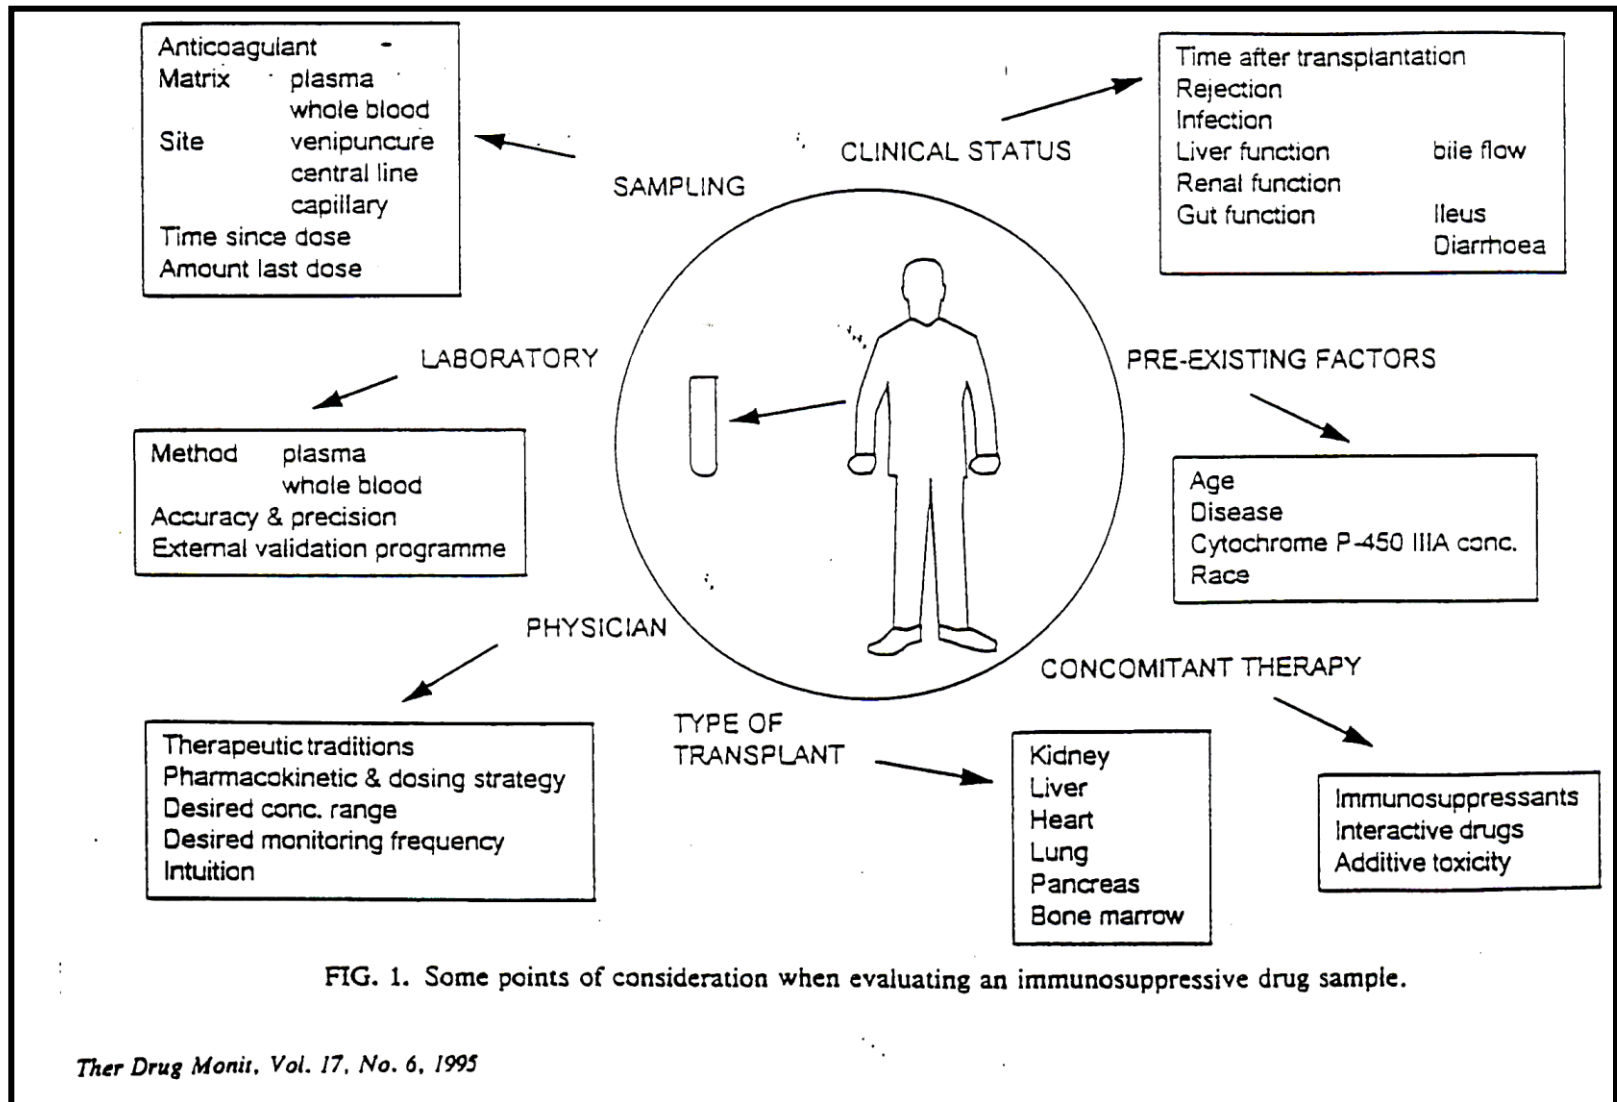 Anticoagulant -
Matrix plasma
whole blood
Site venipuncure
central line
capillary
Time since dose
Amount last dose
SAMPLING
CLINICAL STATUS
Time after transplantation
Rejection
Infection
Liver function bile flow
Renal function
Gut function Ileus
Diarrhoea
LABORATORY
Method plasma
whole blood
Accuracy & precision
External validation programme
PRE-EXISTING FACTORS
Age
Disease
Cytochrome P-450 IIIA conc.
Race
PHYSICIAN
Therapeutic traditions
Pharmacokinetic & dosing strategy
Desired conc. range
Desired monitoring frequency
Intuition
TYPE OF
TRANSPLANT
Kidney
Liver
Heart
Lung
Pancreas
Bone marrow
CONCOMITANT THERAPY
Immunosuppressants
Interactive drugs
Additive toxicity
FIG. 1. Some points of consideration when evaluating an immunosuppressive drug sample.
Ther Drug Monit, Vol. 17, No. 6, 1995